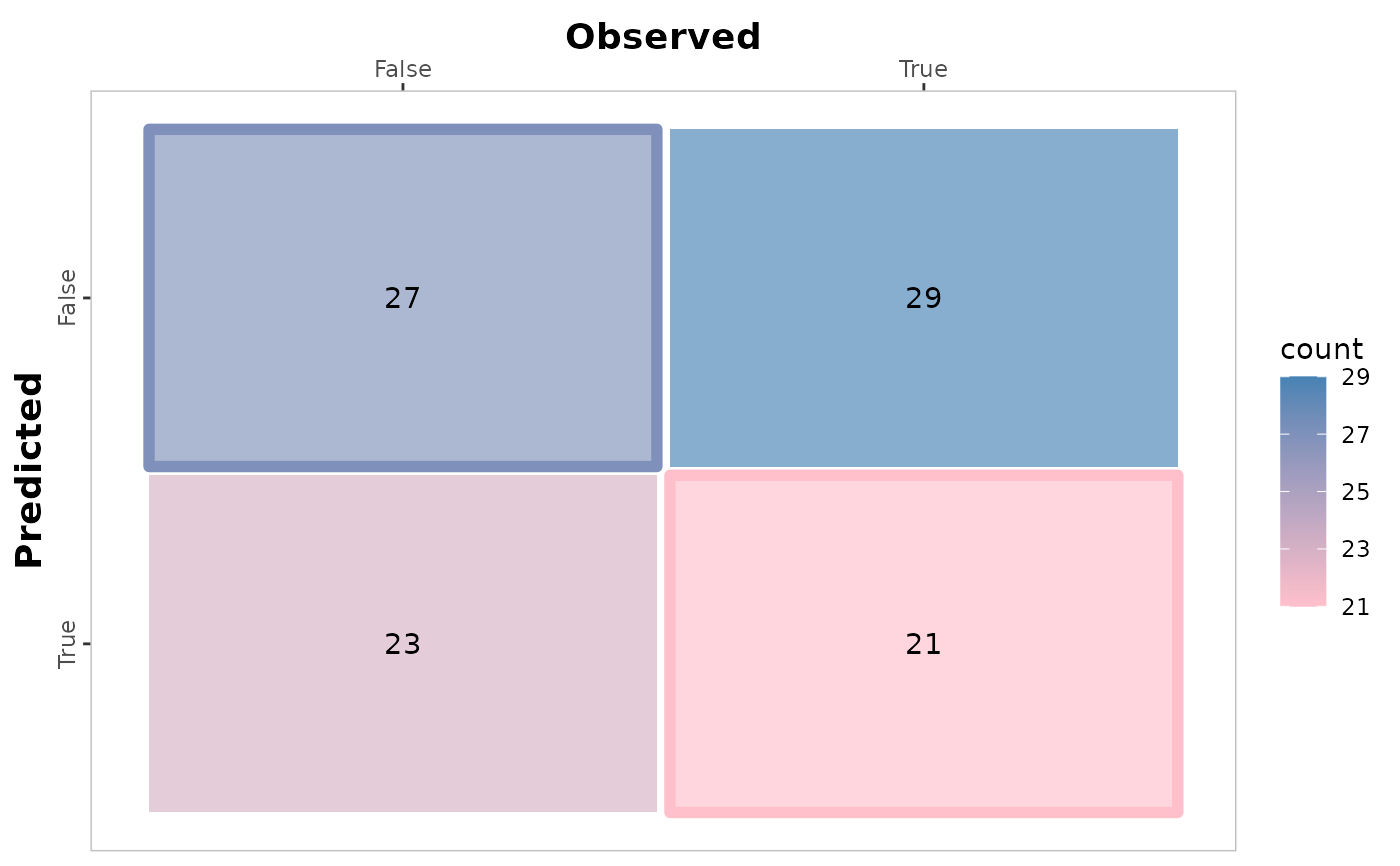 Observed
False True
Predicted
False
27 29
True
23 21
count
29
27
25
23
21